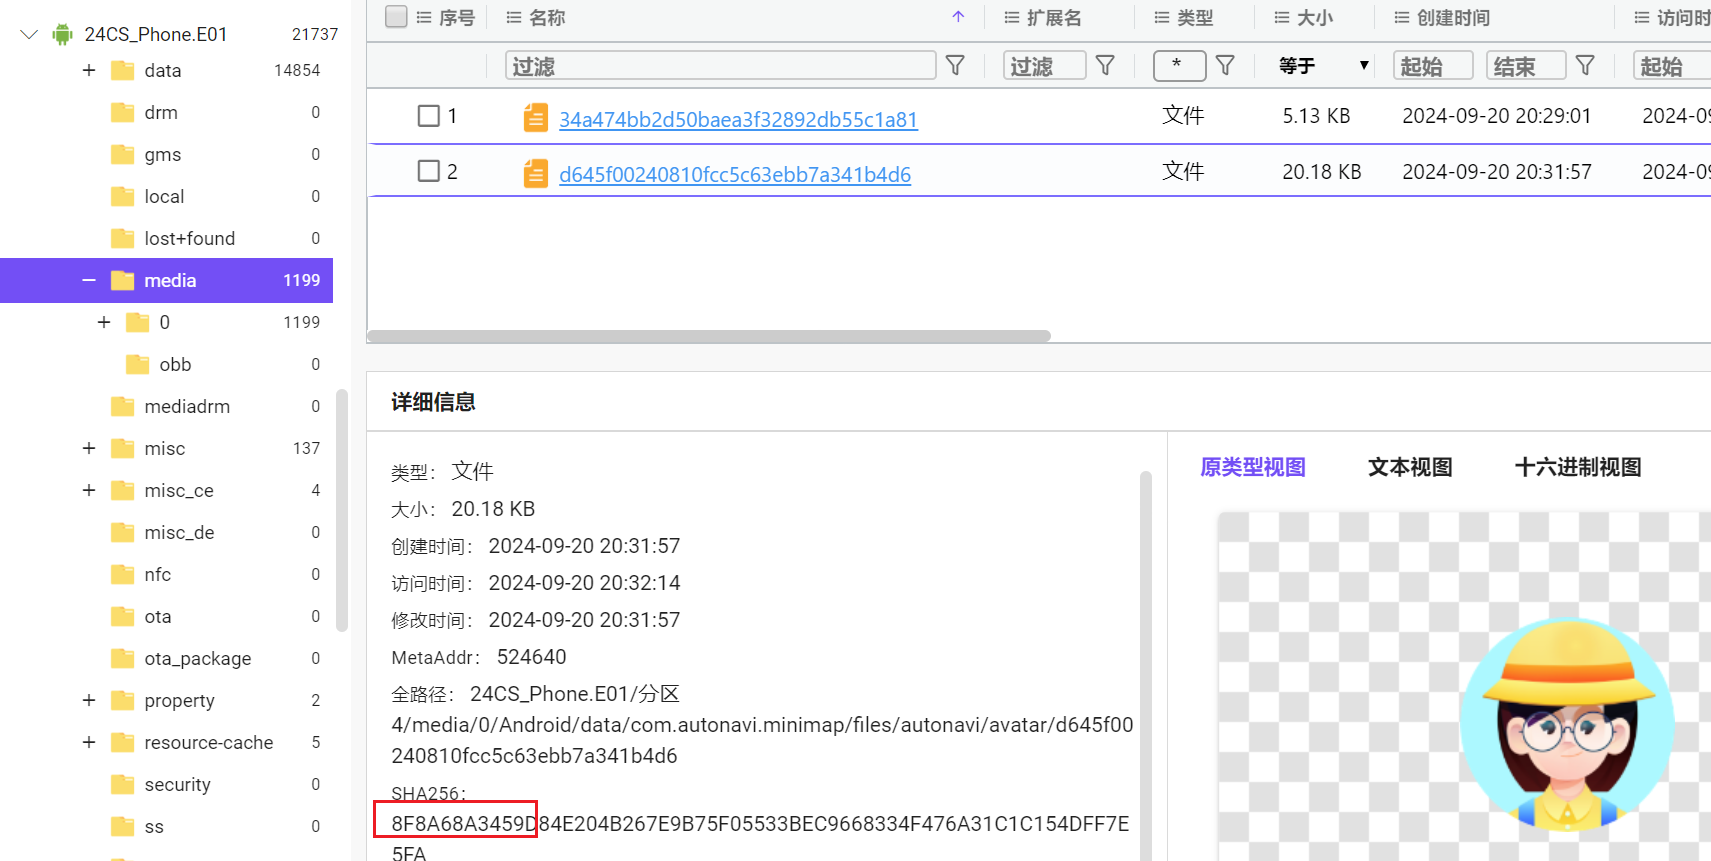 24CS_Phone.E01 21737
data 14854
drm 0
gms 0
local 0
lost+found 0
media 1199
0 1199
obb 0
mediadrm 0
misc 137
misc_ce 4
misc_de 0
nfc 0
ota 0
ota_package 0
property 2
resource-cache 5
security 0
ss 0
序号 名称 扩展名 类型 大小 创建时间 访问时
过滤 过滤 * 等于 起始 结束 起始
1 34a474bb2d50baea3f32892db55c1a81 文件 5.13 KB 2024-09-20 20:29:01 2024-09
2 d645f00240810fcc5c63ebb7a341b4d6 文件 20.18 KB 2024-09-20 20:31:57 2024-09
详细信息
类型： 文件
大小： 20.18 KB
创建时间： 2024-09-20 20:31:57
访问时间： 2024-09-20 20:32:14
修改时间： 2024-09-20 20:31:57
MetaAddr： 524640
全路径： 24CS_Phone.E01/分区
4/media/0/Android/data/com.autonavi.minimap/files/autonavi/avatar/d645f00
240810fcc5c63ebb7a341b4d6
SHA256：
8F8A68A3459D84E204B267E9B75F05533BEC9668334F476A31C1C154DFF7E
5FA
原类型视图 文本视图 十六进制视图